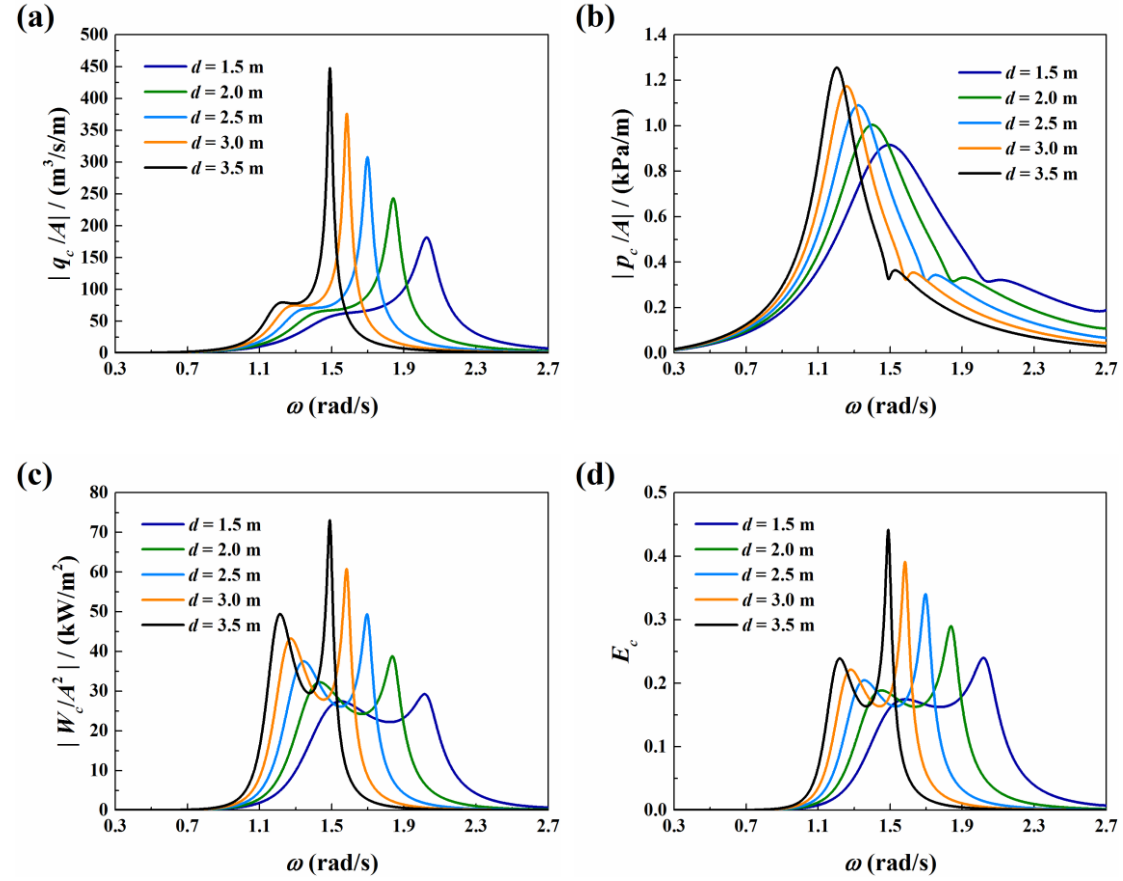 (a)
500
450
400
350
300
250
200
150
100
50
0
| q_c /A| / (m³/s/m)
d = 1.5 m
d = 2.0 m
d = 2.5 m
d = 3.0 m
d = 3.5 m
0.3 0.7 1.1 1.5 1.9 2.3 2.7
ω (rad/s)
(b)
1.4
1.2
1.0
0.8
0.6
0.4
0.2
0.0
| p_c /A| / (kPa/m)
d = 1.5 m
d = 2.0 m
d = 2.5 m
d = 3.0 m
d = 3.5 m
0.3 0.7 1.1 1.5 1.9 2.3 2.7
ω (rad/s)
(c)
80
70
60
50
40
30
20
10
0
| W_c/A² | / (kW/m²)
d = 1.5 m
d = 2.0 m
d = 2.5 m
d = 3.0 m
d = 3.5 m
0.3 0.7 1.1 1.5 1.9 2.3 2.7
ω (rad/s)
(d)
0.5
0.4
0.3
0.2
0.1
0.0
E_c
d = 1.5 m
d = 2.0 m
d = 2.5 m
d = 3.0 m
d = 3.5 m
0.3 0.7 1.1 1.5 1.9 2.3 2.7
ω (rad/s)